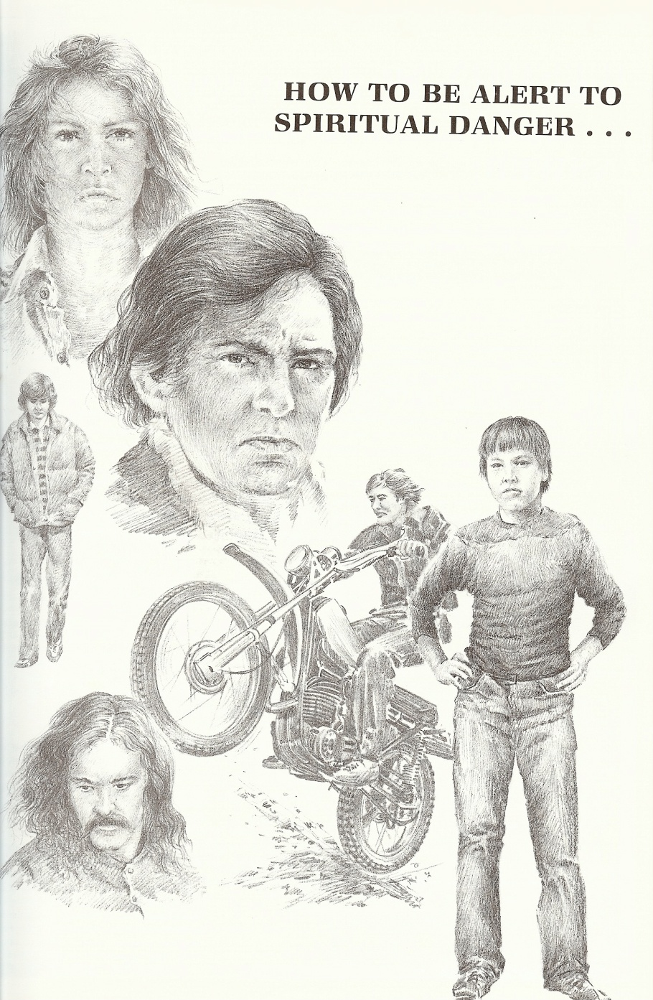 HOW TO BE ALERT TO
SPIRITUAL DANGER . . .